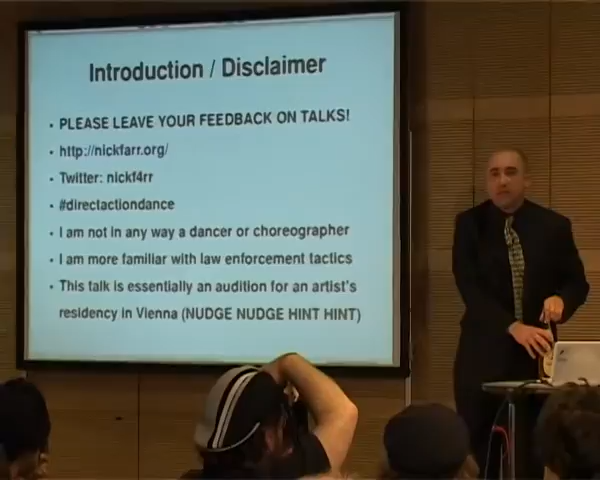 Introduction / Disclaimer
• PLEASE LEAVE YOUR FEEDBACK ON TALKS!
• http://nickfarr.org/
• Twitter: nickf4rr
• #directactiondance
• I am not in any way a dancer or choreographer
• I am more familiar with law enforcement tactics
• This talk is essentially an audition for an artist's
residency in Vienna (NUDGE NUDGE HINT HINT)